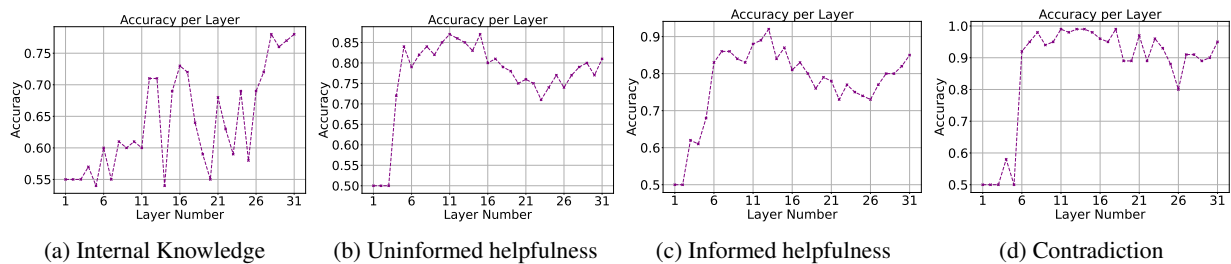 Accuracy per Layer
Accuracy
0.75
0.70
0.65
0.60
0.55
1 6 11 16 21 26 31
Layer Number
(a) Internal Knowledge
Accuracy per Layer
Accuracy
0.85
0.80
0.75
0.70
0.65
0.60
0.55
0.50
1 6 11 16 21 26 31
Layer Number
(b) Uninformed helpfulness
Accuracy per Layer
Accuracy
0.9
0.8
0.7
0.6
0.5
1 6 11 16 21 26 31
Layer Number
(c) Informed helpfulness
Accuracy per Layer
Accuracy
1.0
0.9
0.8
0.7
0.6
0.5
1 6 11 16 21 26 31
Layer Number
(d) Contradiction